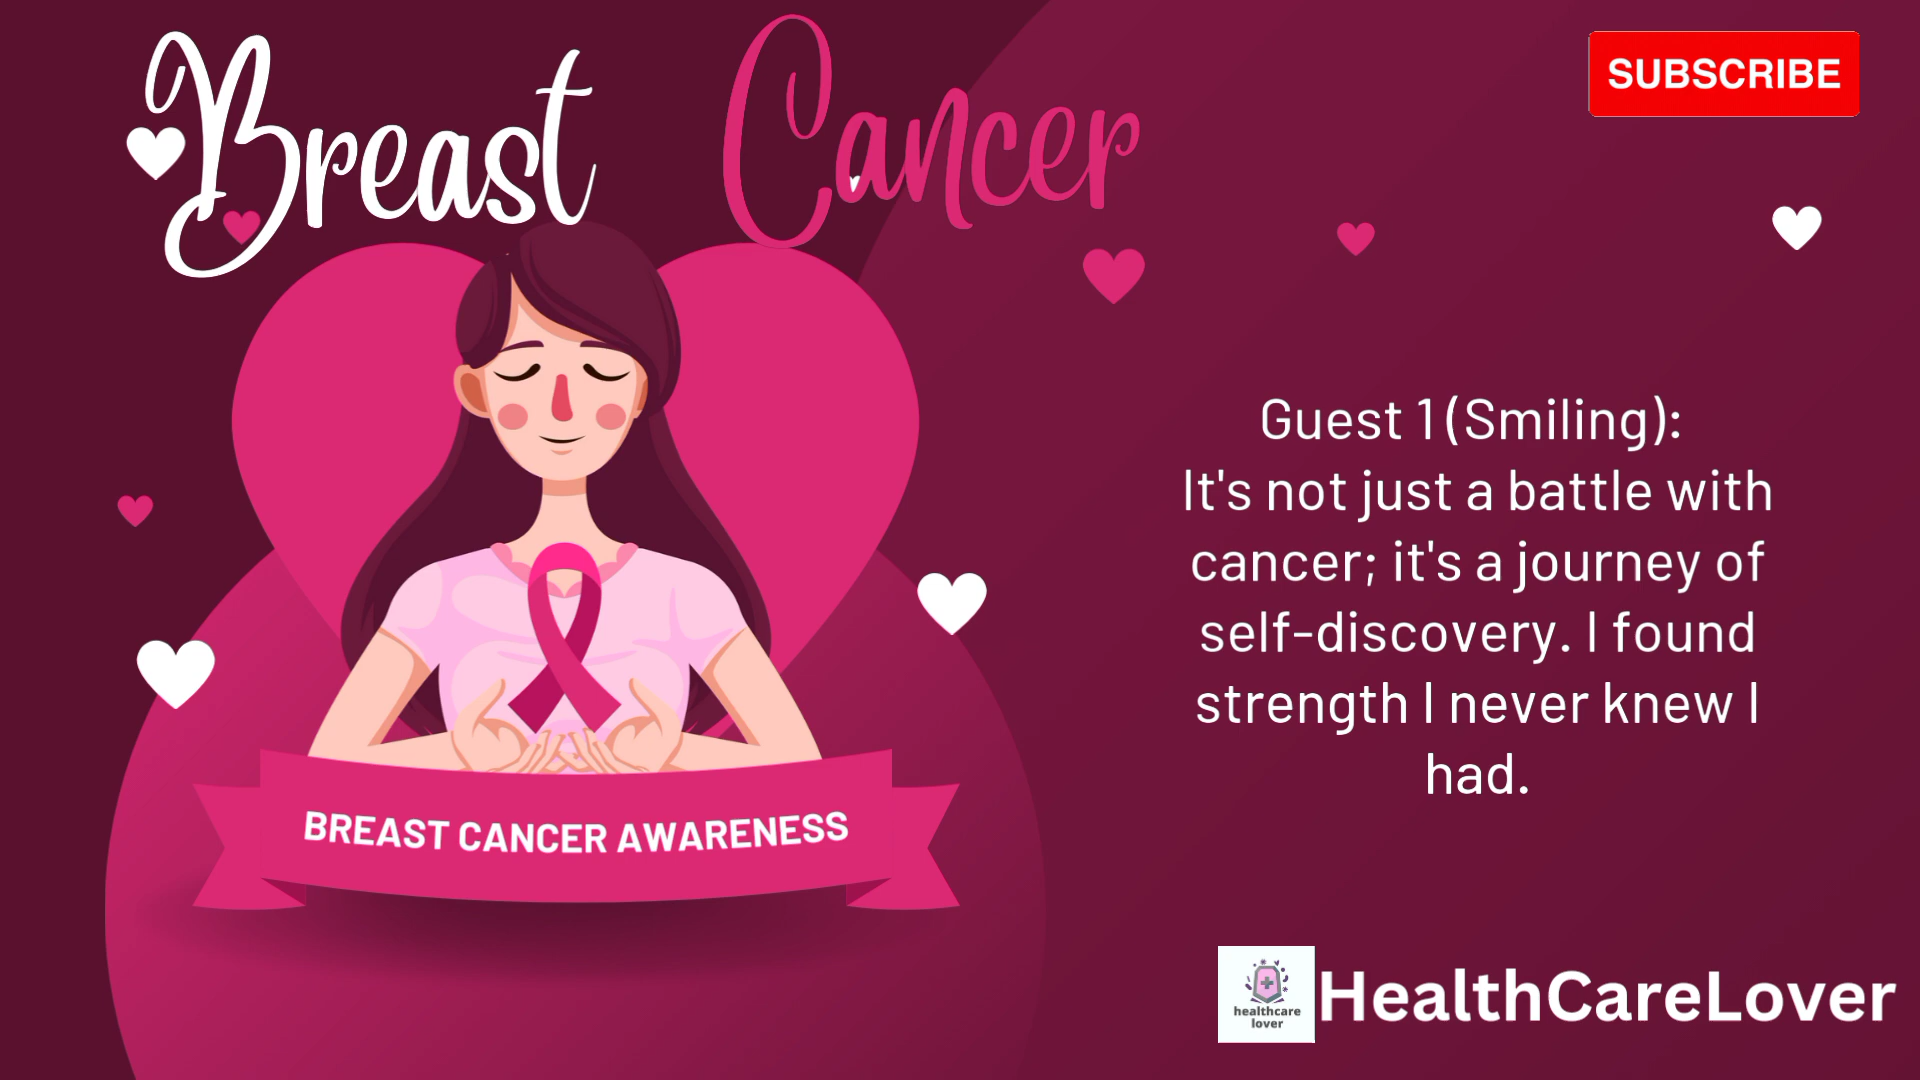 Breast Cancer
SUBSCRIBE
Guest 1 (Smiling):
It's not just a battle with
cancer; it's a journey of
self-discovery. I found
strength I never knew I
had.
BREAST CANCER AWARENESS
healthcare
lover
HealthCareLover